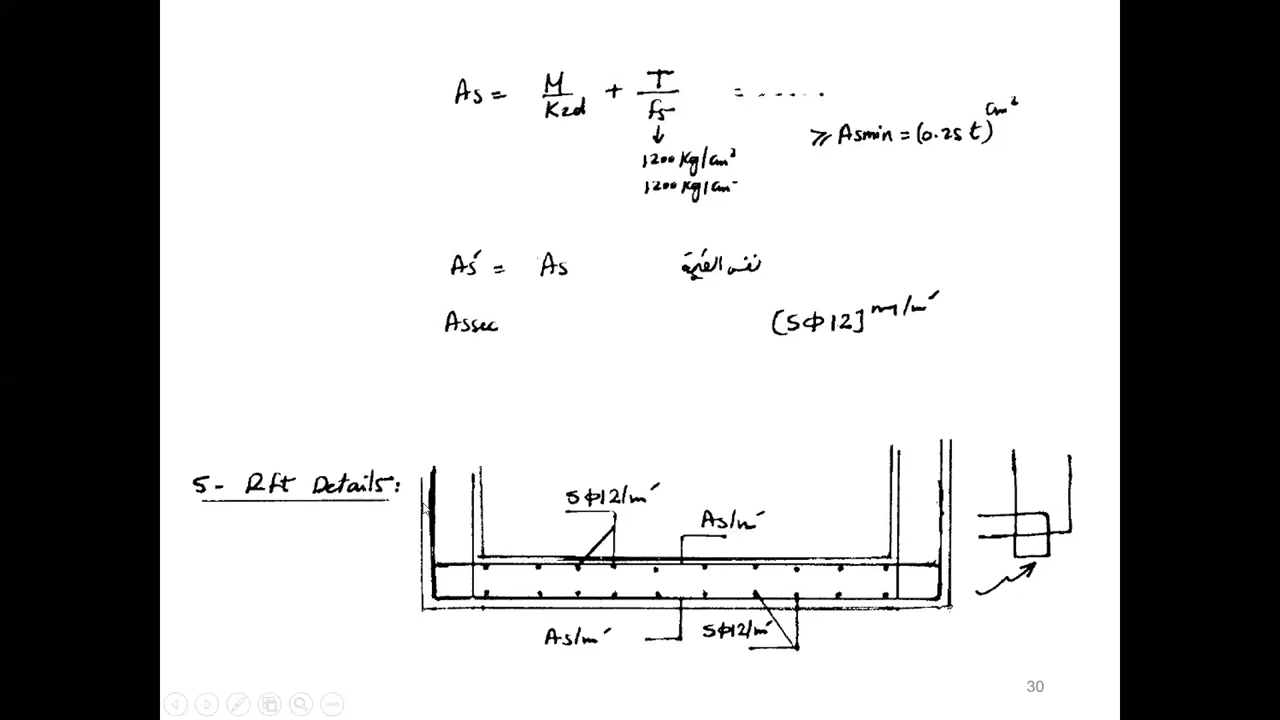 As = M/K2d + T/fs = ......
≥ Asmin = (0.25 t) cm²
1200 Kg/cm²
1200 Kg/cm²
As' = As نفس القيمة
Assec [5Φ12] mm/m'
5- Rft Details:
5Φ12/m'
As/m'
As/m'
5Φ12/m'
30